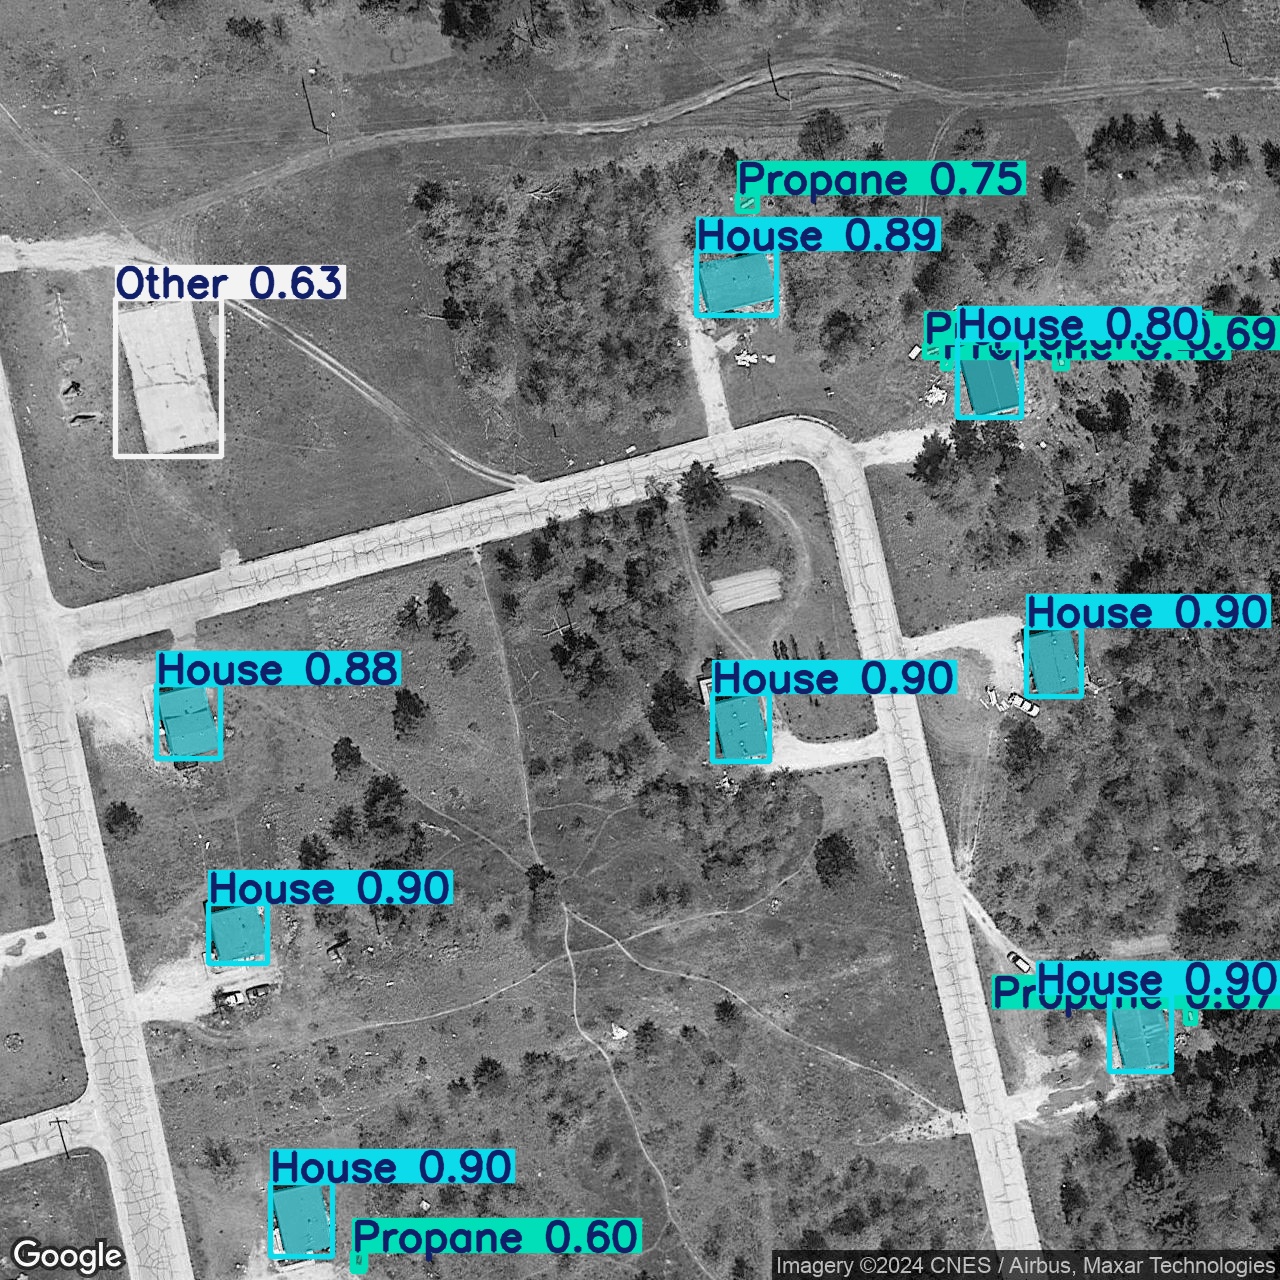 Propane 0.75
House 0.89
House 0.80
0.69
Other 0.63
House 0.90
House 0.88
House 0.90
House 0.90
House 0.90
House 0.90
Propane 0.60
Google
Imagery ©2024 CNES / Airbus, Maxar Technologies